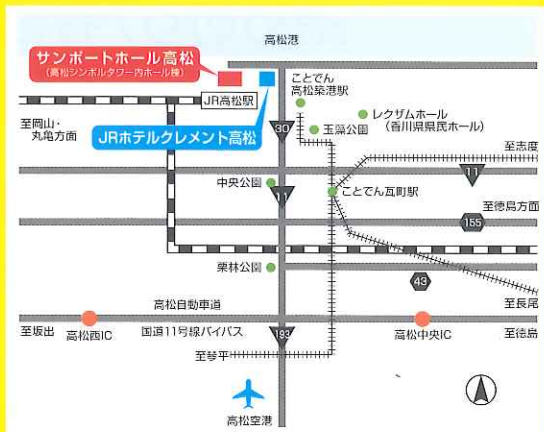 高松港
サンポートホール高松
(高松シンボルタワー内ホール棟)
ことでん
高松築港駅
JR高松駅
レクザムホール
(香川県県民ホール)
至岡山・
丸亀方面
JRホテルクレメント高松
30
玉藻公園
至志度
中央公園
11
11
ことでん瓦町駅
至徳島方面
155
栗林公園
43
高松自動車道
至長尾
至坂出
高松西IC
国道11号線バイパス
193
高松中央IC
至徳島
至琴平
高松空港